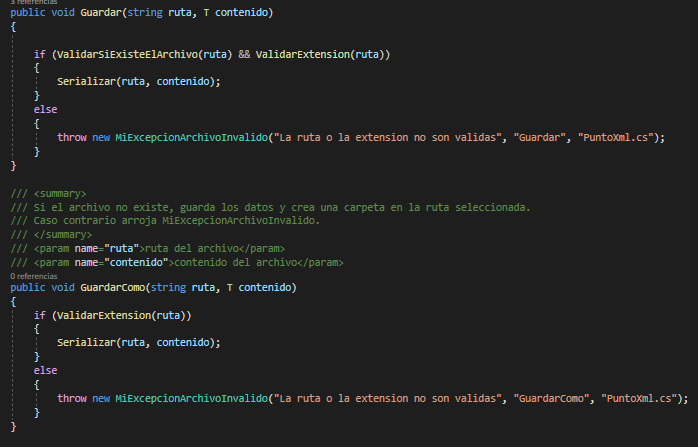 3 referencias
public void Guardar(string ruta, T contenido)
{
if (ValidarSiExisteElArchivo(ruta) && ValidarExtension(ruta))
{
Serializar(ruta, contenido);
}
else
{
throw new MiExcepcionArchivoInvalido("La ruta o la extension no son validas", "Guardar", "PuntoXml.cs");
}
}
/// <summary>
/// Si el archivo no existe, guarda los datos y crea una carpeta en la ruta seleccionada.
/// Caso contrario arroja MiExcepcionArchivoInvalido.
/// </summary>
/// <param name="ruta">ruta del archivo</param>
/// <param name="contenido">contenido del archivo</param>
0 referencias
public void GuardarComo(string ruta, T contenido)
{
if (ValidarExtension(ruta))
{
Serializar(ruta, contenido);
}
else
{
throw new MiExcepcionArchivoInvalido("La ruta o la extension no son validas", "GuardarComo", "PuntoXml.cs");
}
}